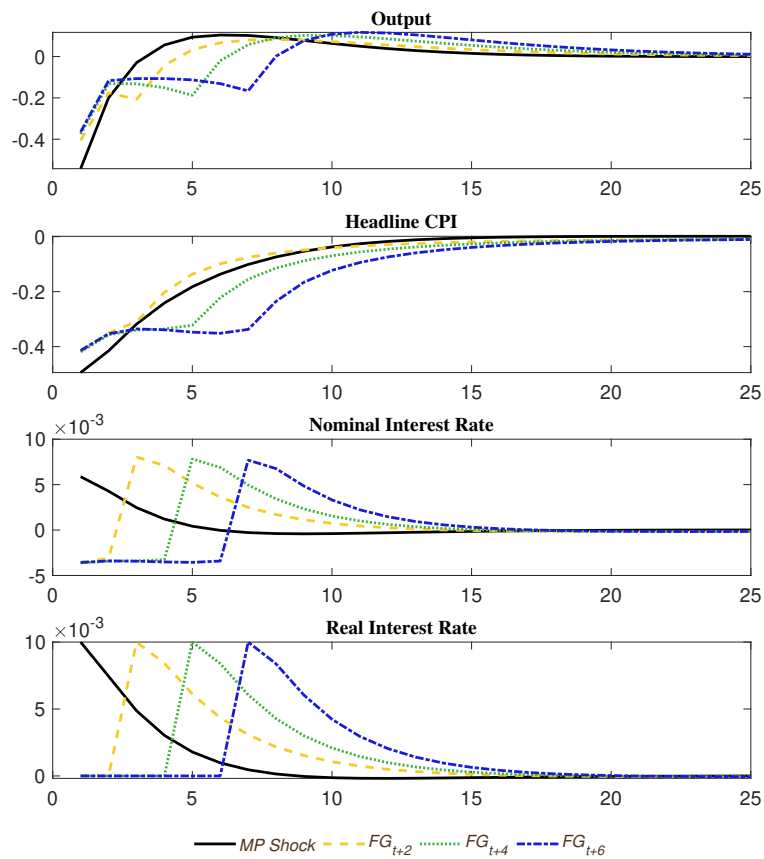 Output
0
-0.2
-0.4
0 5 10 15 20 25
Headline CPI
0
-0.2
-0.4
0 5 10 15 20 25
×10⁻³
Nominal Interest Rate
10
5
0
-5
0 5 10 15 20 25
×10⁻³
Real Interest Rate
10
5
0
0 5 10 15 20 25
MP Shock FGₜ₊₂ FGₜ₊₄ FGₜ₊₆